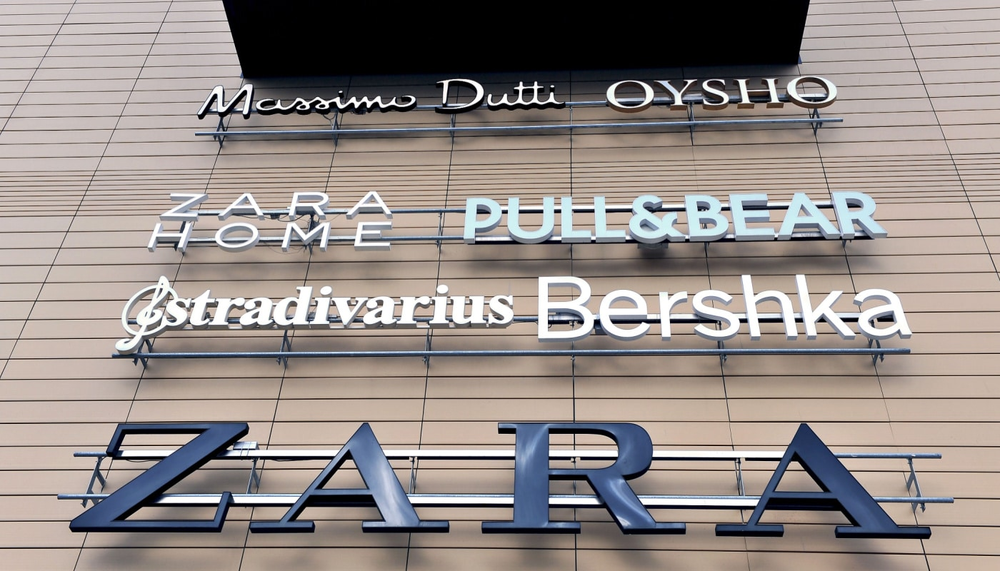 Massimo Dutti OYSHO
ZARA HOME PULL&BEAR
stradivarius Bershka
ZARA